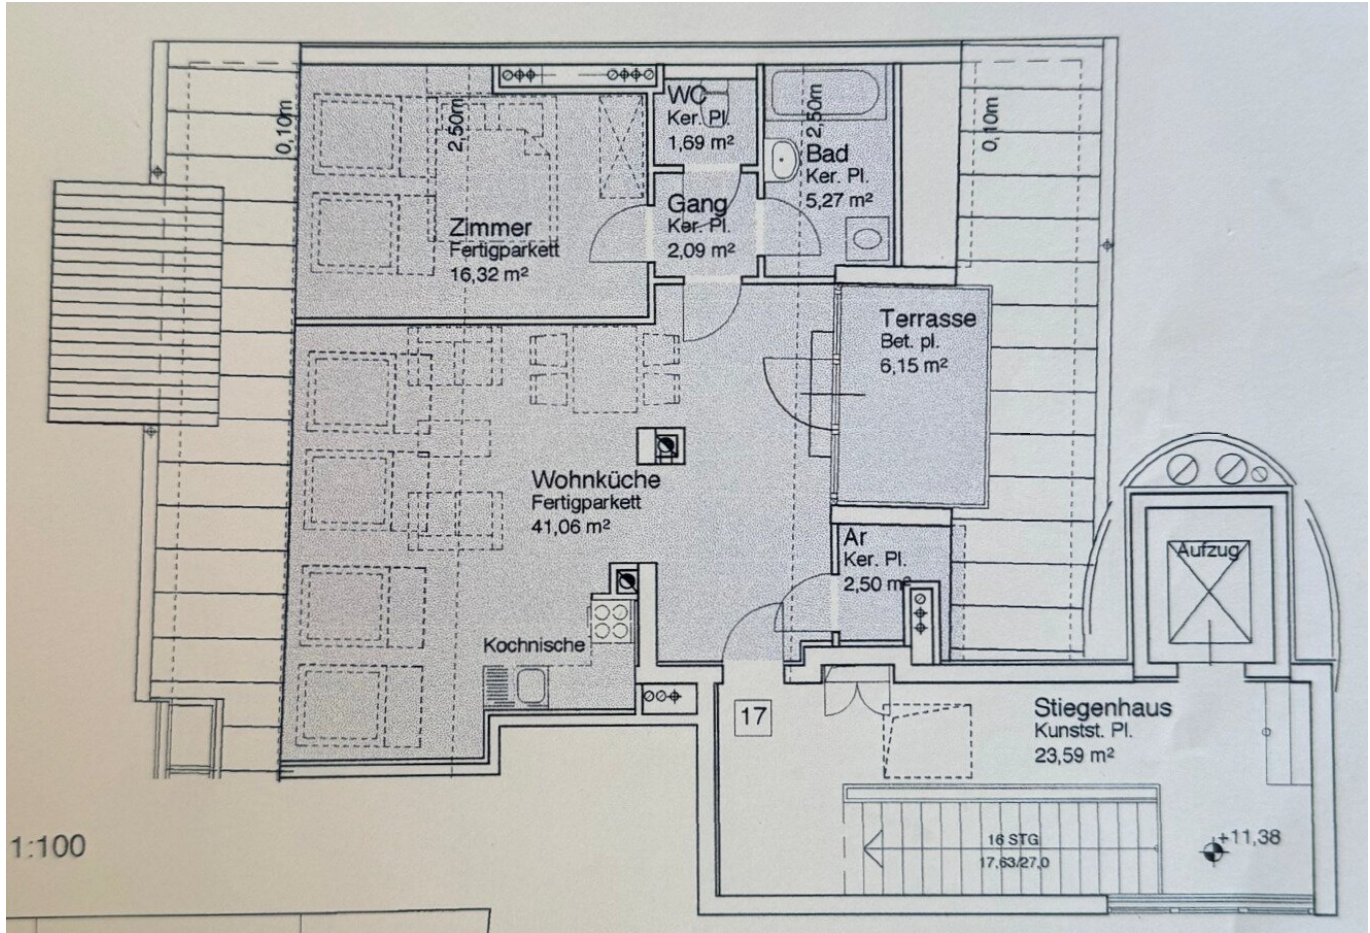 0,10m
2,50m
WC
Ker. Pl.
1,69 m²
2,50m
Bad
Ker. Pl.
5,27 m²
0,10m
Zimmer
Fertigparkett
16,32 m²
Gang
Ker. Pl.
2,09 m²
Terrasse
Bet. pl.
6,15 m²
Wohnküche
Fertigparkett
41,06 m²
Ar
Ker. Pl.
2,50 m²
Aufzug
Kochnische
17
Stiegenhaus
Kunstst. Pl.
23,59 m²
16 STG
17,63/27,0
+11,38
1:100